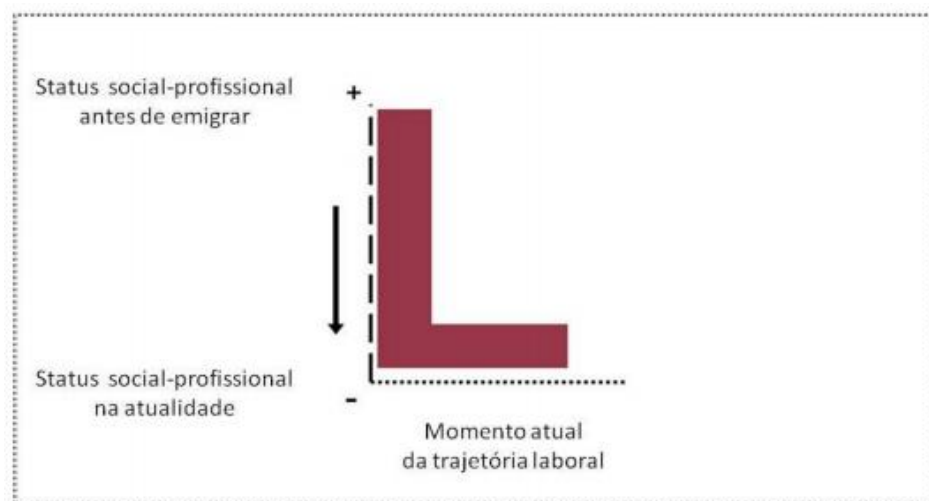 Status social-profissional
antes de emigrar
+
Status social-profissional
na atualidade
-
Momento atual
da trajetória laboral